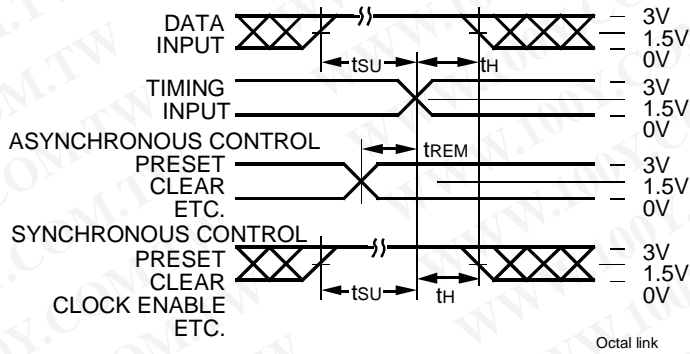 DATA INPUT
3V
1.5V
0V
tSU
tH
TIMING INPUT
3V
1.5V
0V
ASYNCHRONOUS CONTROL
PRESET
CLEAR
ETC.
tREM
3V
1.5V
0V
SYNCHRONOUS CONTROL
PRESET
CLEAR
CLOCK ENABLE
ETC.
3V
1.5V
0V
tSU
tH
Octal link